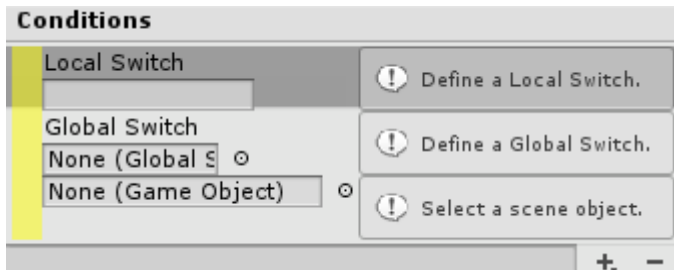 Conditions
Local Switch
Define a Local Switch.
Global Switch
None (Global S
Define a Global Switch.
None (Game Object)
Select a scene object.